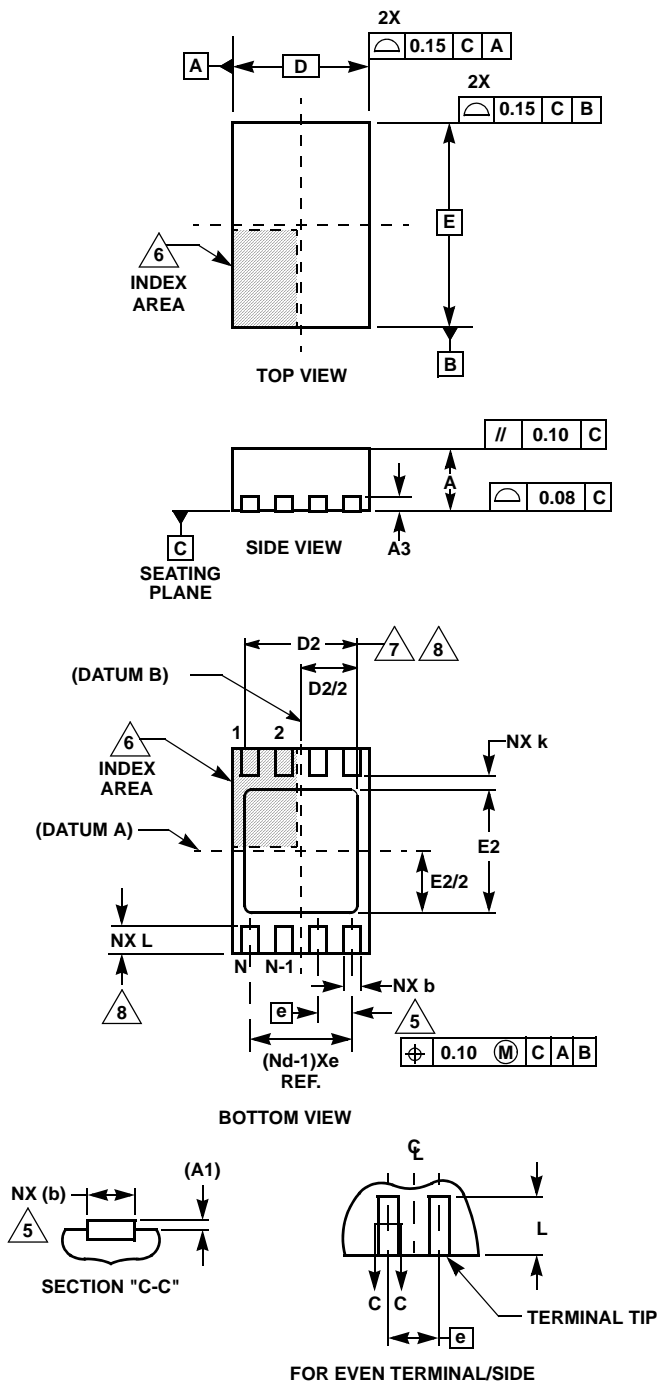 2X
⌓ 0.15 C A
A
D
2X
⌓ 0.15 C B
E
6
INDEX
AREA
B
TOP VIEW
// 0.10 C
A
⌓ 0.08 C
C
SIDE VIEW
A3
SEATING
PLANE
D2
7
8
(DATUM B)
D2/2
1
2
6
INDEX
AREA
NX k
(DATUM A)
E2
E2/2
NX L
N
N-1
NX b
8
e
5
(Nd-1)Xe
REF.
⌖ 0.10 Ⓜ C A B
BOTTOM VIEW
(A1)
NX (b)
5
SECTION "C-C"
℄
L
C
C
TERMINAL TIP
e
FOR EVEN TERMINAL/SIDE